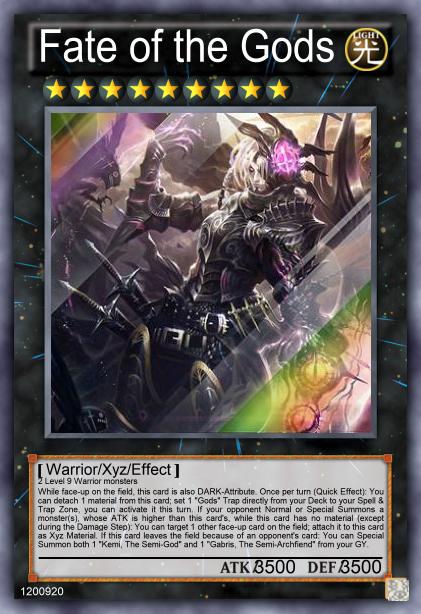 Fate of the Gods
LIGHT
光
[ Warrior/Xyz/Effect ]
2 Level 9 Warrior monsters
While face-up on the field, this card is also DARK-Attribute. Once per turn (Quick Effect): You
can detach 1 material from this card; set 1 "Gods" Trap directly from your Deck to your Spell &
Trap Zone, you can activate it this turn. If your opponent Normal or Special Summons a
monster(s), whose ATK is higher than this card's, while this card has no material (except
during the Damage Step): You can target 1 other face-up card on the field; attach it to this card
as Xyz Material. If this card leaves the field because of an opponent's card: You can Special
Summon both 1 "Kemi, The Semi-God" and 1 "Gabris, The Semi-Archfiend" from your GY.
ATK 3500 DEF 3500
1200920